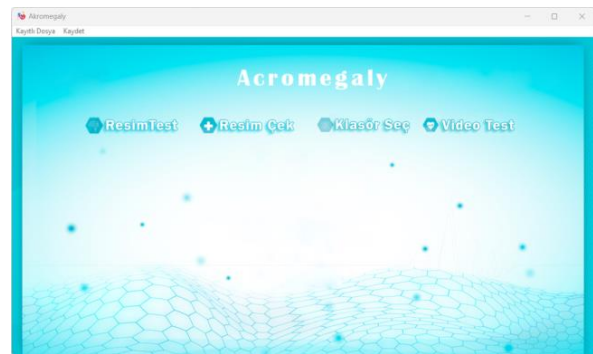 Akromegaly
Kayıtlı Dosya Kaydet
Acromegaly
ResimTest Resim Çek Klasör Seç Video Test